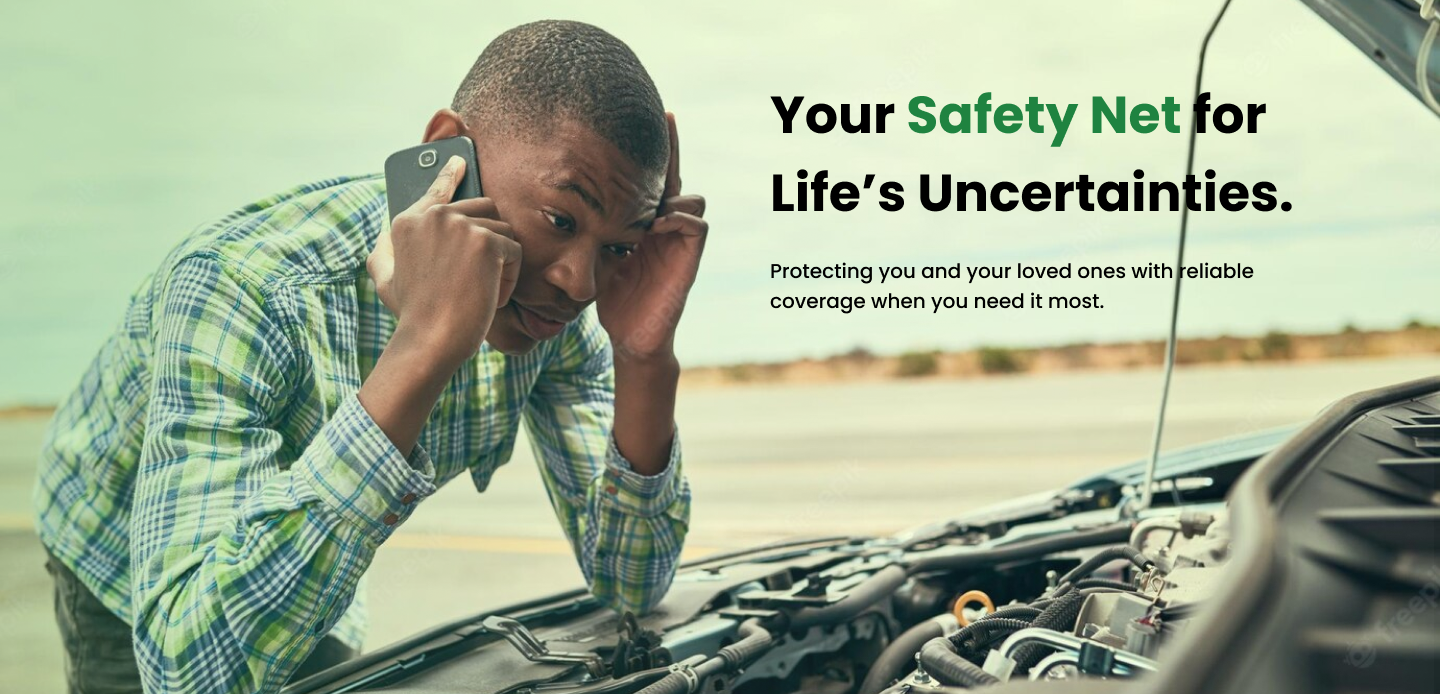 Your Safety Net for
Life’s Uncertainties.
Protecting you and your loved ones with reliable
coverage when you need it most.